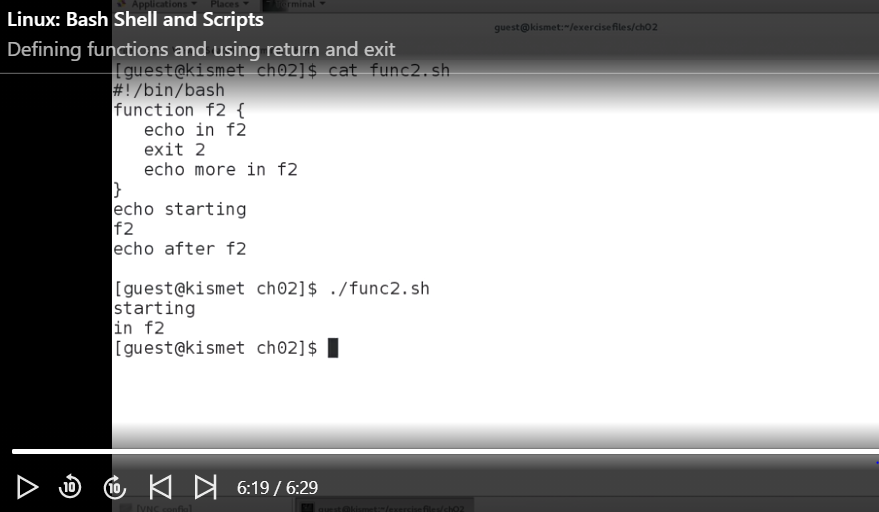 Applications Places Terminal
Linux: Bash Shell and Scripts
guest@kismet:~/exercisefiles/ch02
Defining functions and using return and exit
[guest@kismet ch02]$ cat func2.sh
#!/bin/bash
function f2 {
   echo in f2
   exit 2
   echo more in f2
}
echo starting
f2
echo after f2
[guest@kismet ch02]$ ./func2.sh
starting
in f2
[guest@kismet ch02]$
10 10 6:19 / 6:29
[VNC config] guest@kismet:~/exercisefiles/ch02